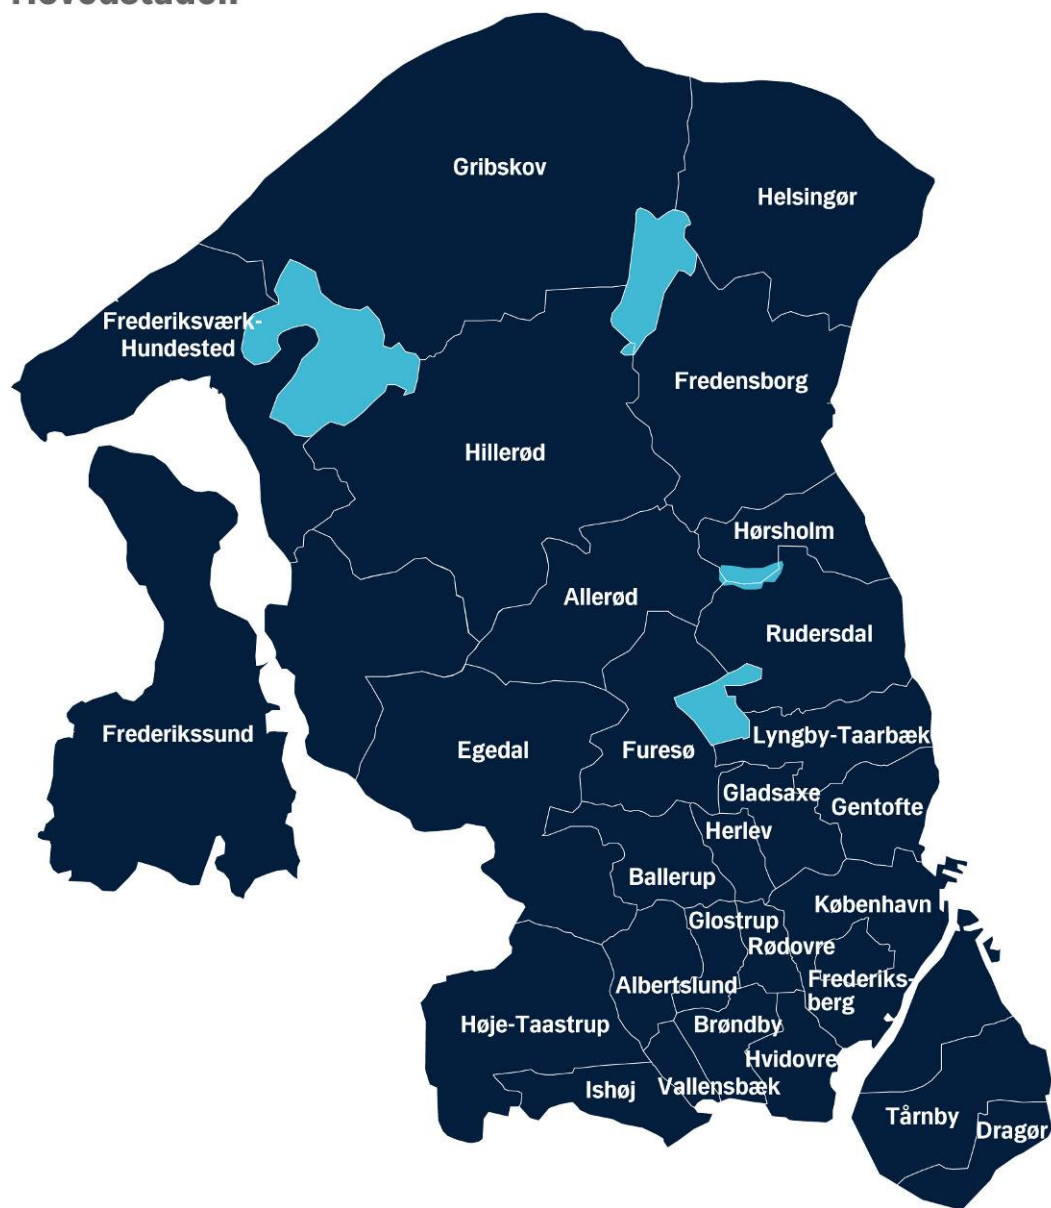 Hovedstaden
Gribskov
Helsingør
Frederiksværk-
Hundested
Fredensborg
Hillerød
Hørsholm
Allerød
Rudersdal
Frederikssund
Egedal
Furesø
Lyngby-Taarbæk
Gladsaxe
Gentofte
Herlev
Ballerup
København
Glostrup
Rødovre
Albertslund
Frederiks-
berg
Høje-Taastrup
Brøndby
Hvidovre
Ishøj
Vallensbæk
Tårnby
Dragør